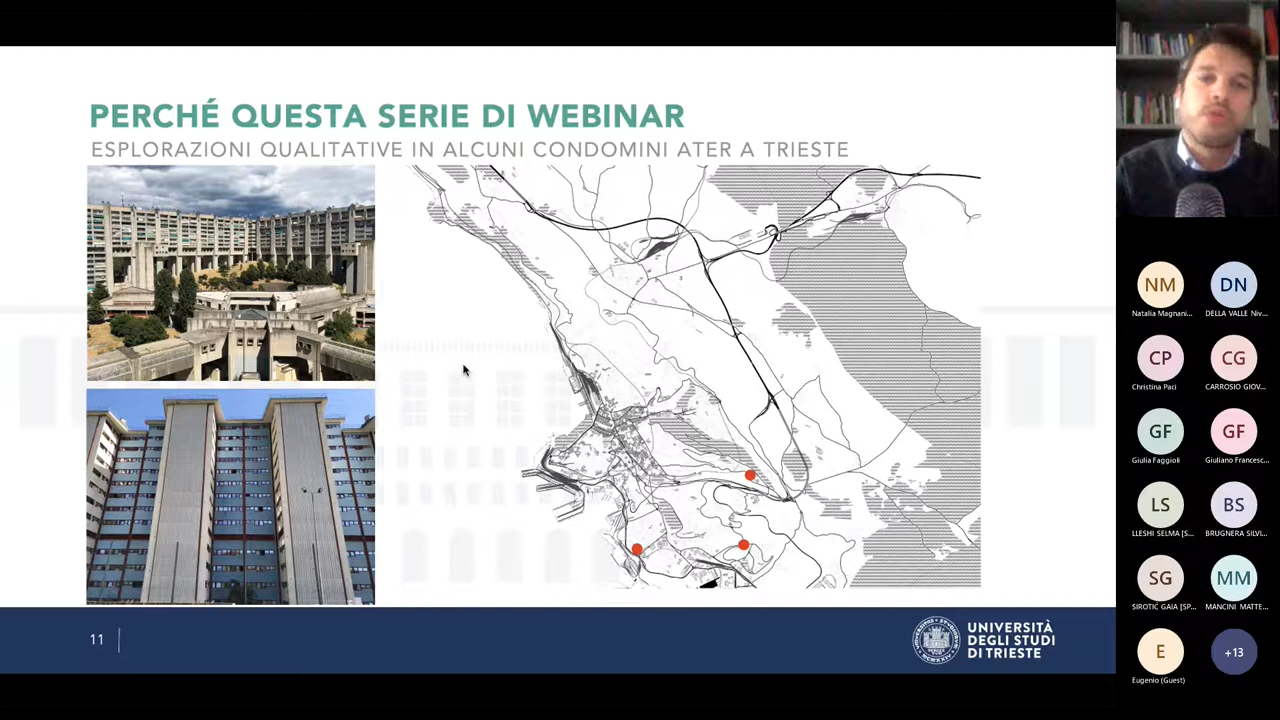 PERCHÉ QUESTA SERIE DI WEBINAR
ESPLORAZIONI QUALITATIVE IN ALCUNI CONDOMINI ATER A TRIESTE
11
UNIVERSITÀ
DEGLI STUDI
DI TRIESTE
NM
Natalia Magnani...
DN
DELLA VALLE Niv...
CP
Christina Paci
CG
CARROSIO GIOV...
GF
Giulia Faggioli
GF
Giuliano Francesc...
LS
LLESHI SELMA [S...
BS
BRUGNERA SILVI...
SG
SIROTIĆ GAIA [SP...
MM
MANCINI MATTE...
E
Eugenio (Guest)
+13